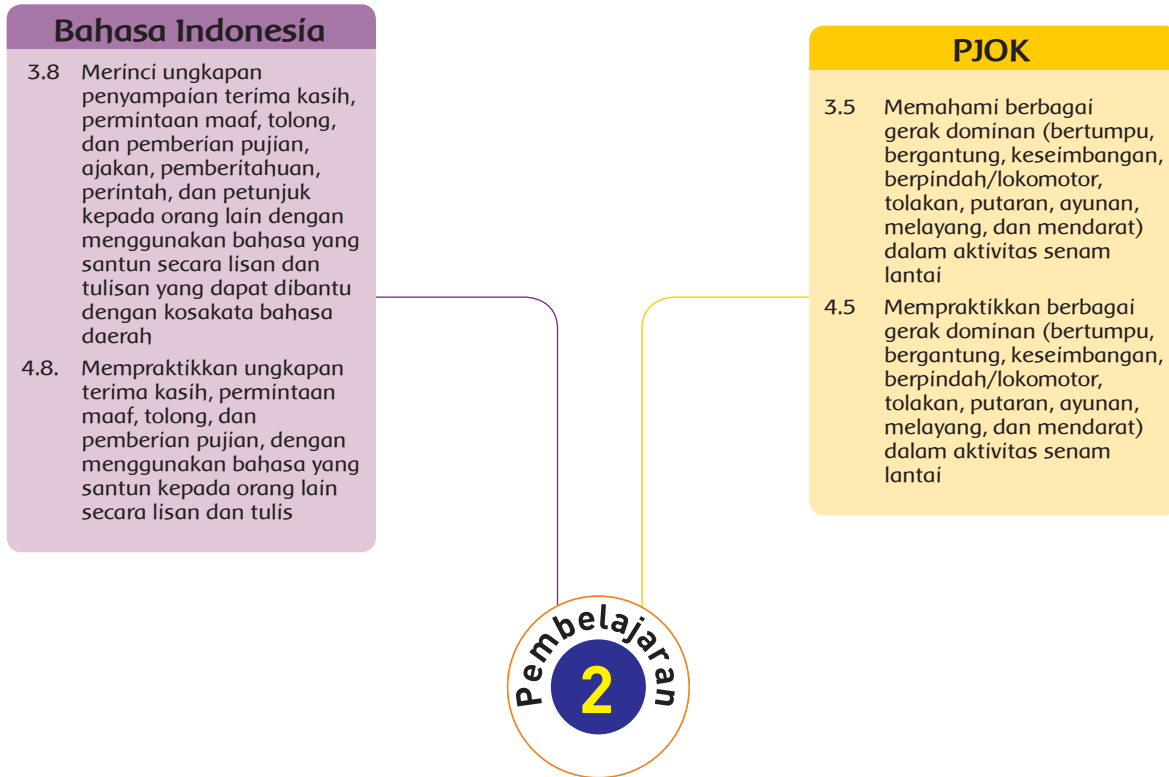 Bahasa Indonesia
3.8 Merinci ungkapan
penyampaian terima kasih,
permintaan maaf, tolong,
dan pemberian pujian,
ajakan, pemberitahuan,
perintah, dan petunjuk
kepada orang lain dengan
menggunakan bahasa yang
santun secara lisan dan
tulisan yang dapat dibantu
dengan kosakata bahasa
daerah
4.8. Mempraktikkan ungkapan
terima kasih, permintaan
maaf, tolong, dan
pemberian pujian, dengan
menggunakan bahasa yang
santun kepada orang lain
secara lisan dan tulis
PJOK
3.5 Memahami berbagai
gerak dominan (bertumpu,
bergantung, keseimbangan,
berpindah/lokomotor,
tolakan, putaran, ayunan,
melayang, dan mendarat)
dalam aktivitas senam
lantai
4.5 Mempraktikkan berbagai
gerak dominan (bertumpu,
bergantung, keseimbangan,
berpindah/lokomotor,
tolakan, putaran, ayunan,
melayang, dan mendarat)
dalam aktivitas senam
lantai
Pembelajaran
2